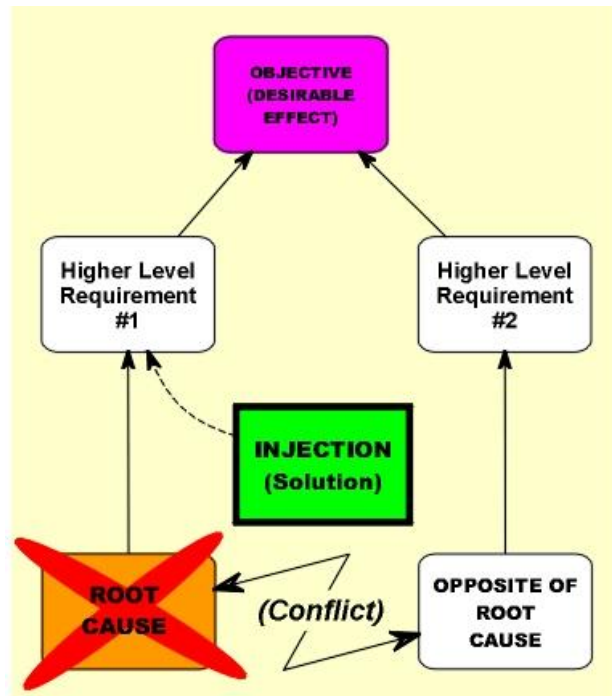 OBJECTIVE
(DESIRABLE
EFFECT)
Higher Level
Requirement
#1
Higher Level
Requirement
#2
INJECTION
(Solution)
ROOT
CAUSE
(Conflict)
OPPOSITE OF
ROOT
CAUSE